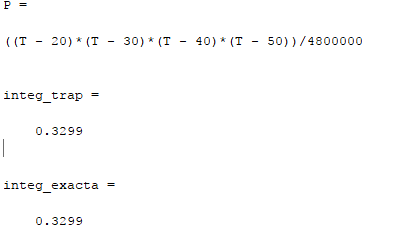 P =
((T - 20)*(T - 30)*(T - 40)*(T - 50))/4800000
integ_trap =
0.3299
integ_exacta =
0.3299